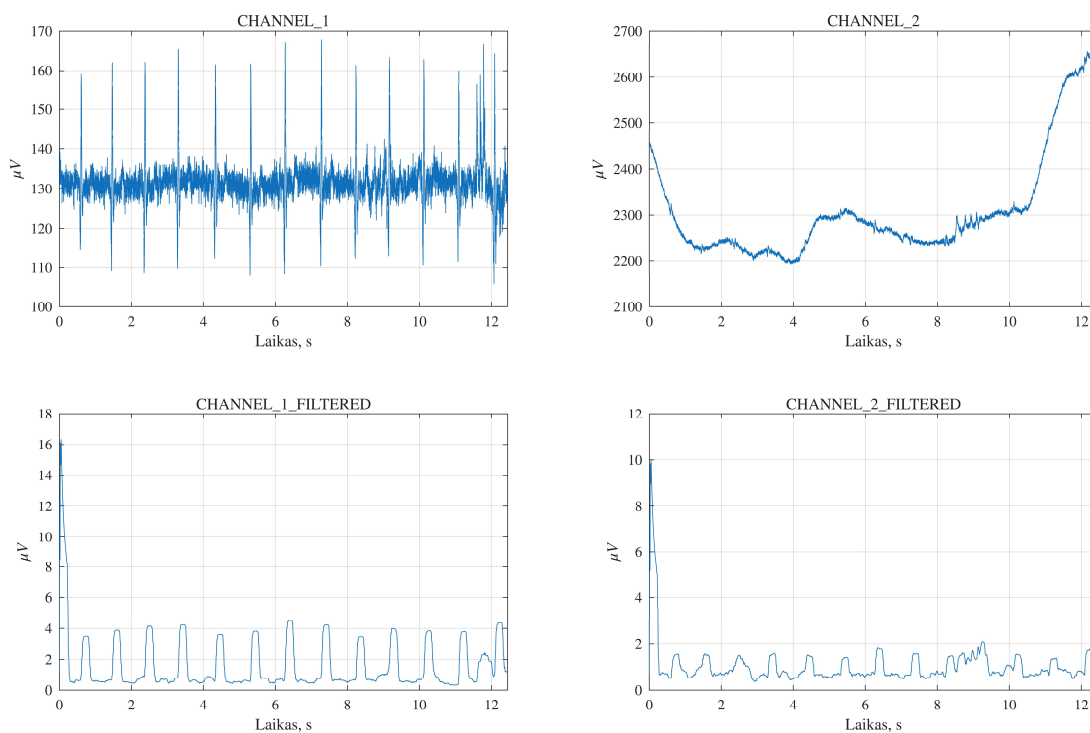 CHANNEL_1
170
160
150
140
130
120
110
100
μV
0 2 4 6 8 10 12
Laikas, s
CHANNEL_2
2700
2600
2500
2400
2300
2200
2100
μV
0 2 4 6 8 10 12
Laikas, s
CHANNEL_1_FILTERED
18
16
14
12
10
8
6
4
2
0
μV
0 2 4 6 8 10 12
Laikas, s
CHANNEL_2_FILTERED
12
10
8
6
4
2
0
μV
0 2 4 6 8 10 12
Laikas, s